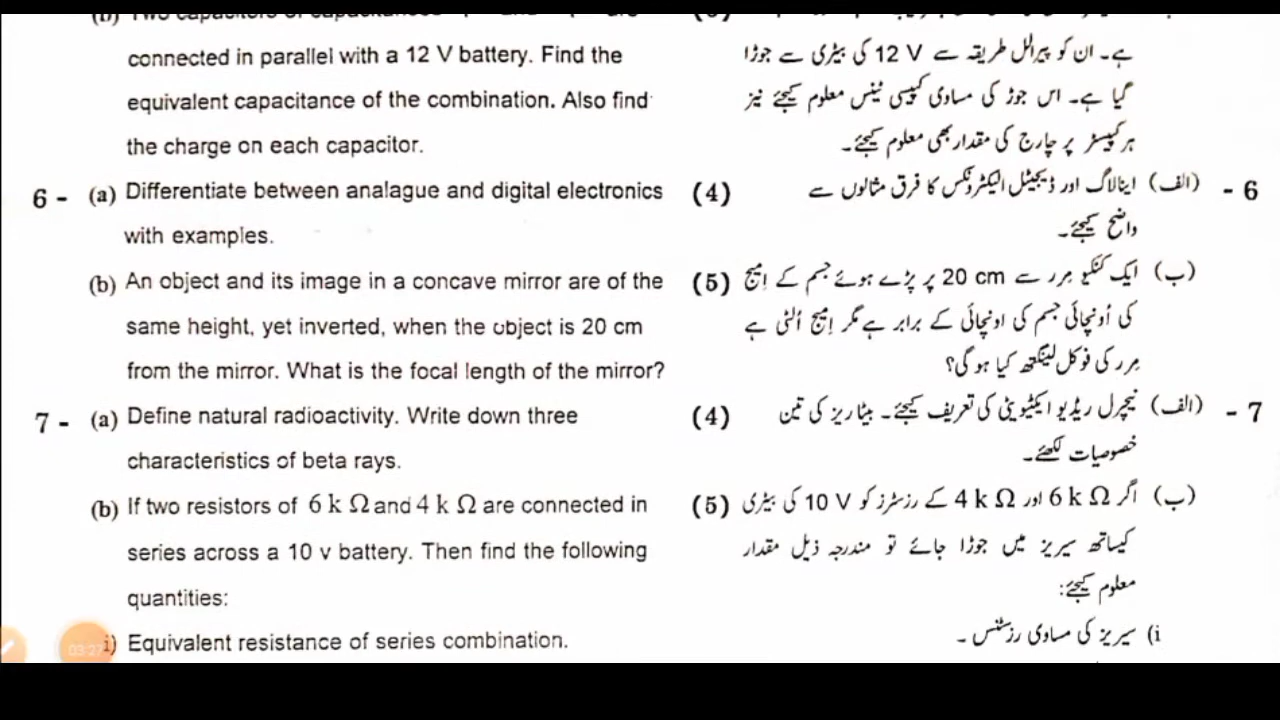 connected in parallel with a 12 V battery. Find the
equivalent capacitance of the combination. Also find
the charge on each capacitor.
6 - (a) Differentiate between analague and digital electronics (4)
with examples.
(b) An object and its image in a concave mirror are of the (5)
same height, yet inverted, when the object is 20 cm
from the mirror. What is the focal length of the mirror?
7 - (a) Define natural radioactivity. Write down three (4)
characteristics of beta rays.
(b) If two resistors of 6 k Ω and 4 k Ω are connected in (5)
series across a 10 v battery. Then find the following
quantities:
i) Equivalent resistance of series combination.
ہے۔ ان کو پیرالل طریقہ سے 12 V کی بیٹری سے جوڑا
گیا ہے۔ اس جوڑ کی مساوی کپیسی ٹینس معلوم کیجئے نیز
ہر کپیسٹر پر چارج کی مقدار بھی معلوم کیجئے۔
6 - (الف) اینالاگ اور ڈیجیٹل الیکٹرونکس کا فرق مثالوں سے
واضح کیجئے۔
(ب) ایک کنکیو مرر سے 20 cm پر پڑے ہوئے جسم کے امیج
کی اُونچائی جسم کی اونچائی کے برابر ہے مگر امیج اُلٹی ہے
مرر کی فوکل لینگتھ کیا ہو گی؟
7 - (الف) نیچرل ریڈیو ایکٹیویٹی کی تعریف کیجئے۔ بیٹا ریز کی تین
خصوصیات لکھئے۔
(ب) اگر 6 k Ω اور 4 k Ω کے رزسٹرز کو 10 V کی بیٹری
کیساتھ سیریز میں جوڑا جائے تو مندرجہ ذیل مقدار
معلوم کیجئے:
i) سیریز کی مساوی رزسٹنس ۔
03:27